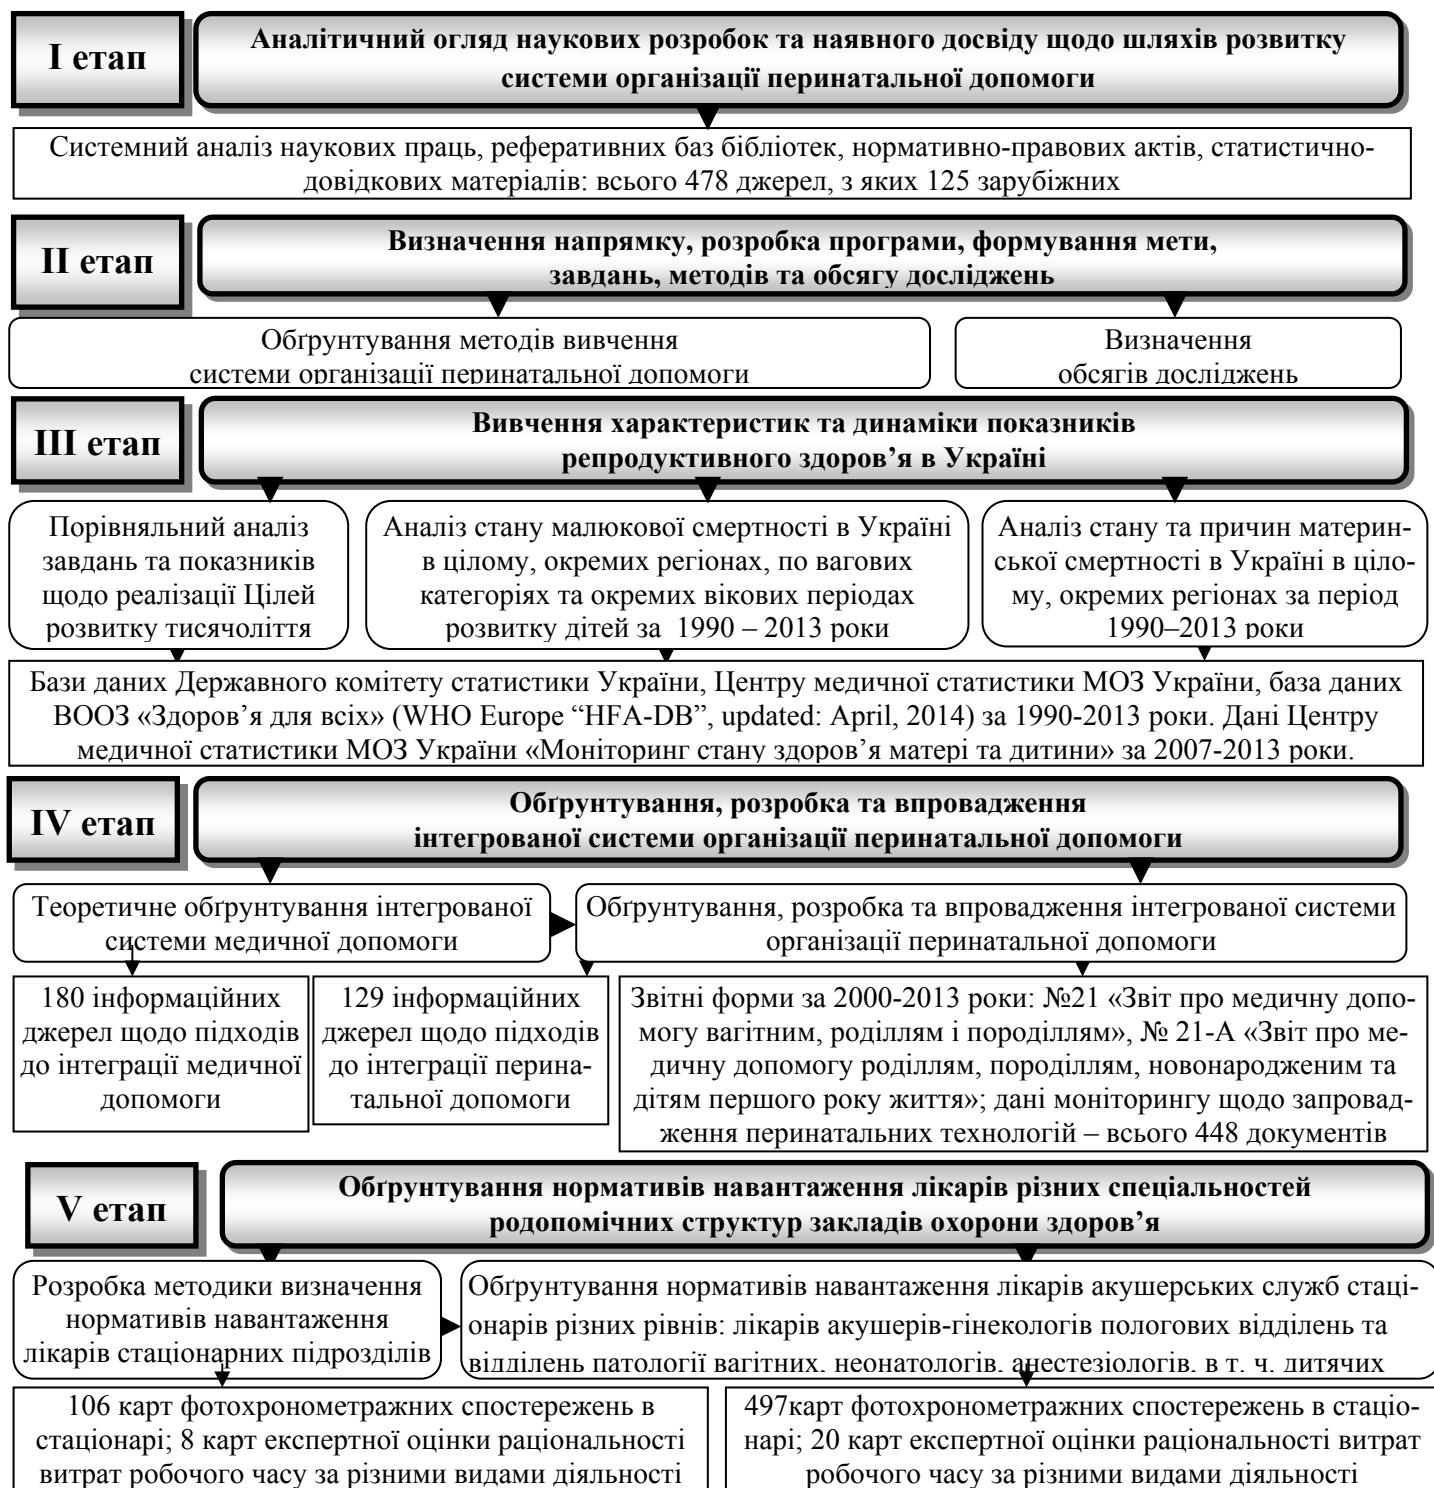 І етап
Аналітичний огляд наукових розробок та наявного досвіду щодо шляхів розвитку
системи організації перинатальної допомоги
Системний аналіз наукових праць, реферативних баз бібліотек, нормативно-правових актів, статистично-
довідкових матеріалів: всього 478 джерел, з яких 125 зарубіжних
ІІ етап
Визначення напрямку, розробка програми, формування мети,
завдань, методів та обсягу досліджень
Обґрунтування методів вивчення
системи організації перинатальної допомоги
Визначення
обсягів досліджень
ІІІ етап
Вивчення характеристик та динаміки показників
репродуктивного здоров’я в Україні
Порівняльний аналіз
завдань та показників
щодо реалізації Цілей
розвитку тисячоліття
Аналіз стану малюкової смертності в Україні
в цілому, окремих регіонах, по вагових
категоріях та окремих вікових періодах
розвитку дітей за 1990 – 2013 роки
Аналіз стану та причин материн-
ської смертності в Україні в ціло-
му, окремих регіонах за період
1990–2013 роки
Бази даних Державного комітету статистики України, Центру медичної статистики МОЗ України, база даних
ВООЗ «Здоров’я для всіх» (WHO Europe “HFA-DB”, updated: April, 2014) за 1990-2013 роки. Дані Центру
медичної статистики МОЗ України «Моніторинг стану здоров’я матері та дитини» за 2007-2013 роки.
IV етап
Обґрунтування, розробка та впровадження
інтегрованої системи організації перинатальної допомоги
Теоретичне обґрунтування інтегрованої
системи медичної допомоги
Обґрунтування, розробка та впровадження інтегрованої системи
організації перинатальної допомоги
180 інформаційних
джерел щодо підходів
до інтеграції медичної
допомоги
129 інформаційних
джерел щодо підходів
до інтеграції перина-
тальної допомоги
Звітні форми за 2000-2013 роки: №21 «Звіт про медичну допо-
могу вагітним, роділлям і породіллям», № 21-А «Звіт про ме-
дичну допомогу роділлям, породіллям, новонародженим та
дітям першого року життя»; дані моніторингу щодо запровад-
ження перинатальних технологій – всього 448 документів
V етап
Обґрунтування нормативів навантаження лікарів різних спеціальностей
родопомічних структур закладів охорони здоров’я
Розробка методики визначення
нормативів навантаження
лікарів стаціонарних підрозділів
Обґрунтування нормативів навантаження лікарів акушерських служб стаці-
онарів різних рівнів: лікарів акушерів-гінекологів пологових відділень та
відділень патології вагітних, неонатологів, анестезіологів, в т. ч. дитячих
106 карт фотохронометражних спостережень в
стаціонарі; 8 карт експертної оцінки раціональності
витрат робочого часу за різними видами діяльності
497карт фотохронометражних спостережень в стаціо-
нарі; 20 карт експертної оцінки раціональності витрат
робочого часу за різними видами діяльності